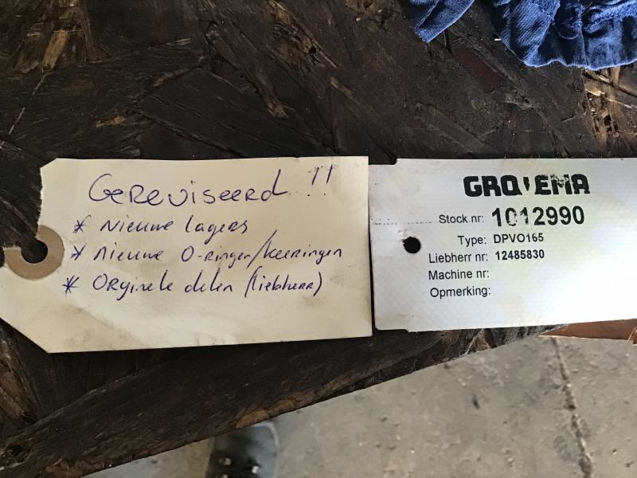 Gereviseerd !!
* Nieuwe lagers
* nieuwe O-ringen/keeringen
* Orginele delen (liebherr)
GROVEMA
Stock.nr: 1012990
Type: DPVO165
Liebherr nr: 12485830
Machine nr:
Opmerking: